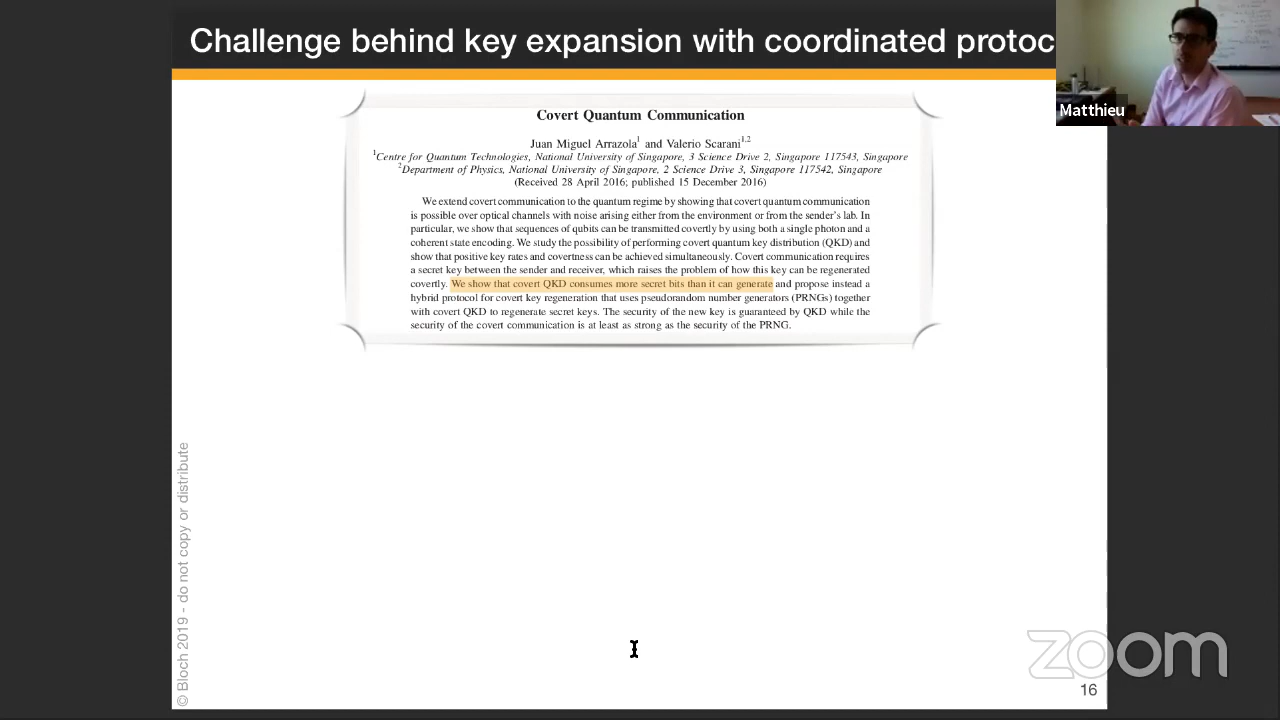 Challenge behind key expansion with coordinated protoc
Matthieu
Covert Quantum Communication
Juan Miguel Arrazola1 and Valerio Scarani1,2
1Centre for Quantum Technologies, National University of Singapore, 3 Science Drive 2, Singapore 117543, Singapore
2Department of Physics, National University of Singapore, 2 Science Drive 3, Singapore 117542, Singapore
(Received 28 April 2016; published 15 December 2016)
We extend covert communication to the quantum regime by showing that covert quantum communication
is possible over optical channels with noise arising either from the environment or from the sender's lab. In
particular, we show that sequences of qubits can be transmitted covertly by using both a single photon and a
coherent state encoding. We study the possibility of performing covert quantum key distribution (QKD) and
show that positive key rates and covertness can be achieved simultaneously. Covert communication requires
a secret key between the sender and receiver, which raises the problem of how this key can be regenerated
covertly. We show that covert QKD consumes more secret bits than it can generate and propose instead a
hybrid protocol for covert key regeneration that uses pseudorandom number generators (PRNGs) together
with covert QKD to regenerate secret keys. The security of the new key is guaranteed by QKD while the
security of the covert communication is at least as strong as the security of the PRNG.
© Bloch 2019 - do not copy or distribute
zoom
16